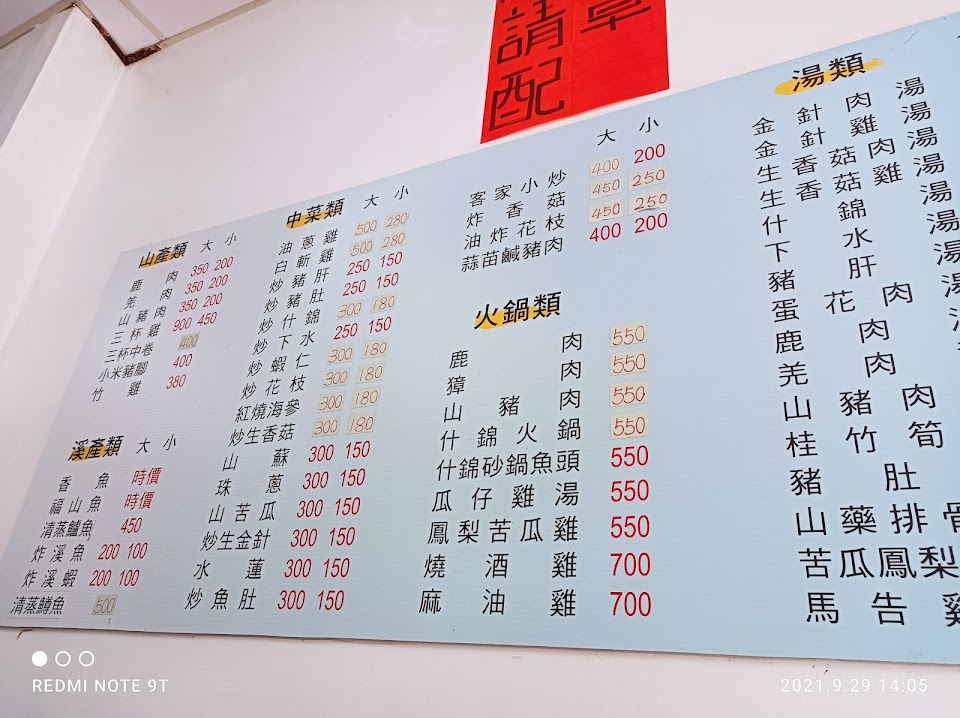 請
配
山產類 大 小
鹿肉 350 200
羌肉 350 200
山豬肉 350 200
三杯雞 900 450
三杯中卷 400
小米豬腳 400
竹雞 380
溪產類 大 小
香魚 時價
福山魚 時價
清蒸鱸魚 450
炸溪魚 200 100
炸溪蝦 200 100
清蒸鱒魚 500
中菜類 大 小
油蔥雞 500 280
白斬雞 500 280
炒豬肝 250 150
炒豬肚 250 150
炒什錦 300 180
炒下水 250 150
炒蝦仁 300 180
炒花枝 300 180
紅燒海參 300 180
炒生香菇 300 180
山蘇 300 150
珠蔥 300 150
山苦瓜 300 150
炒生金針 300 150
水蓮 300 150
炒魚肚 300 150
大 小
客家小炒 400 200
炸香菇 450 250
油炸花枝 450 250
蒜苗鹹豬肉 400 200
火鍋類
鹿肉 550
獐肉 550
山豬肉 550
什錦火鍋 550
什錦砂鍋魚頭 550
瓜仔雞湯 550
鳳梨苦瓜雞 550
燒酒雞 700
麻油雞 700
湯類
金針肉湯
金針雞湯
生香菇肉湯
生香菇雞湯
什錦湯
下水湯
豬肝湯
蛋花湯
鹿肉
羌肉
山豬肉
桂竹筍
豬肚
山藥排骨
苦瓜鳳梨
馬告雞
REDMI NOTE 9T
2021.9.29 14:05